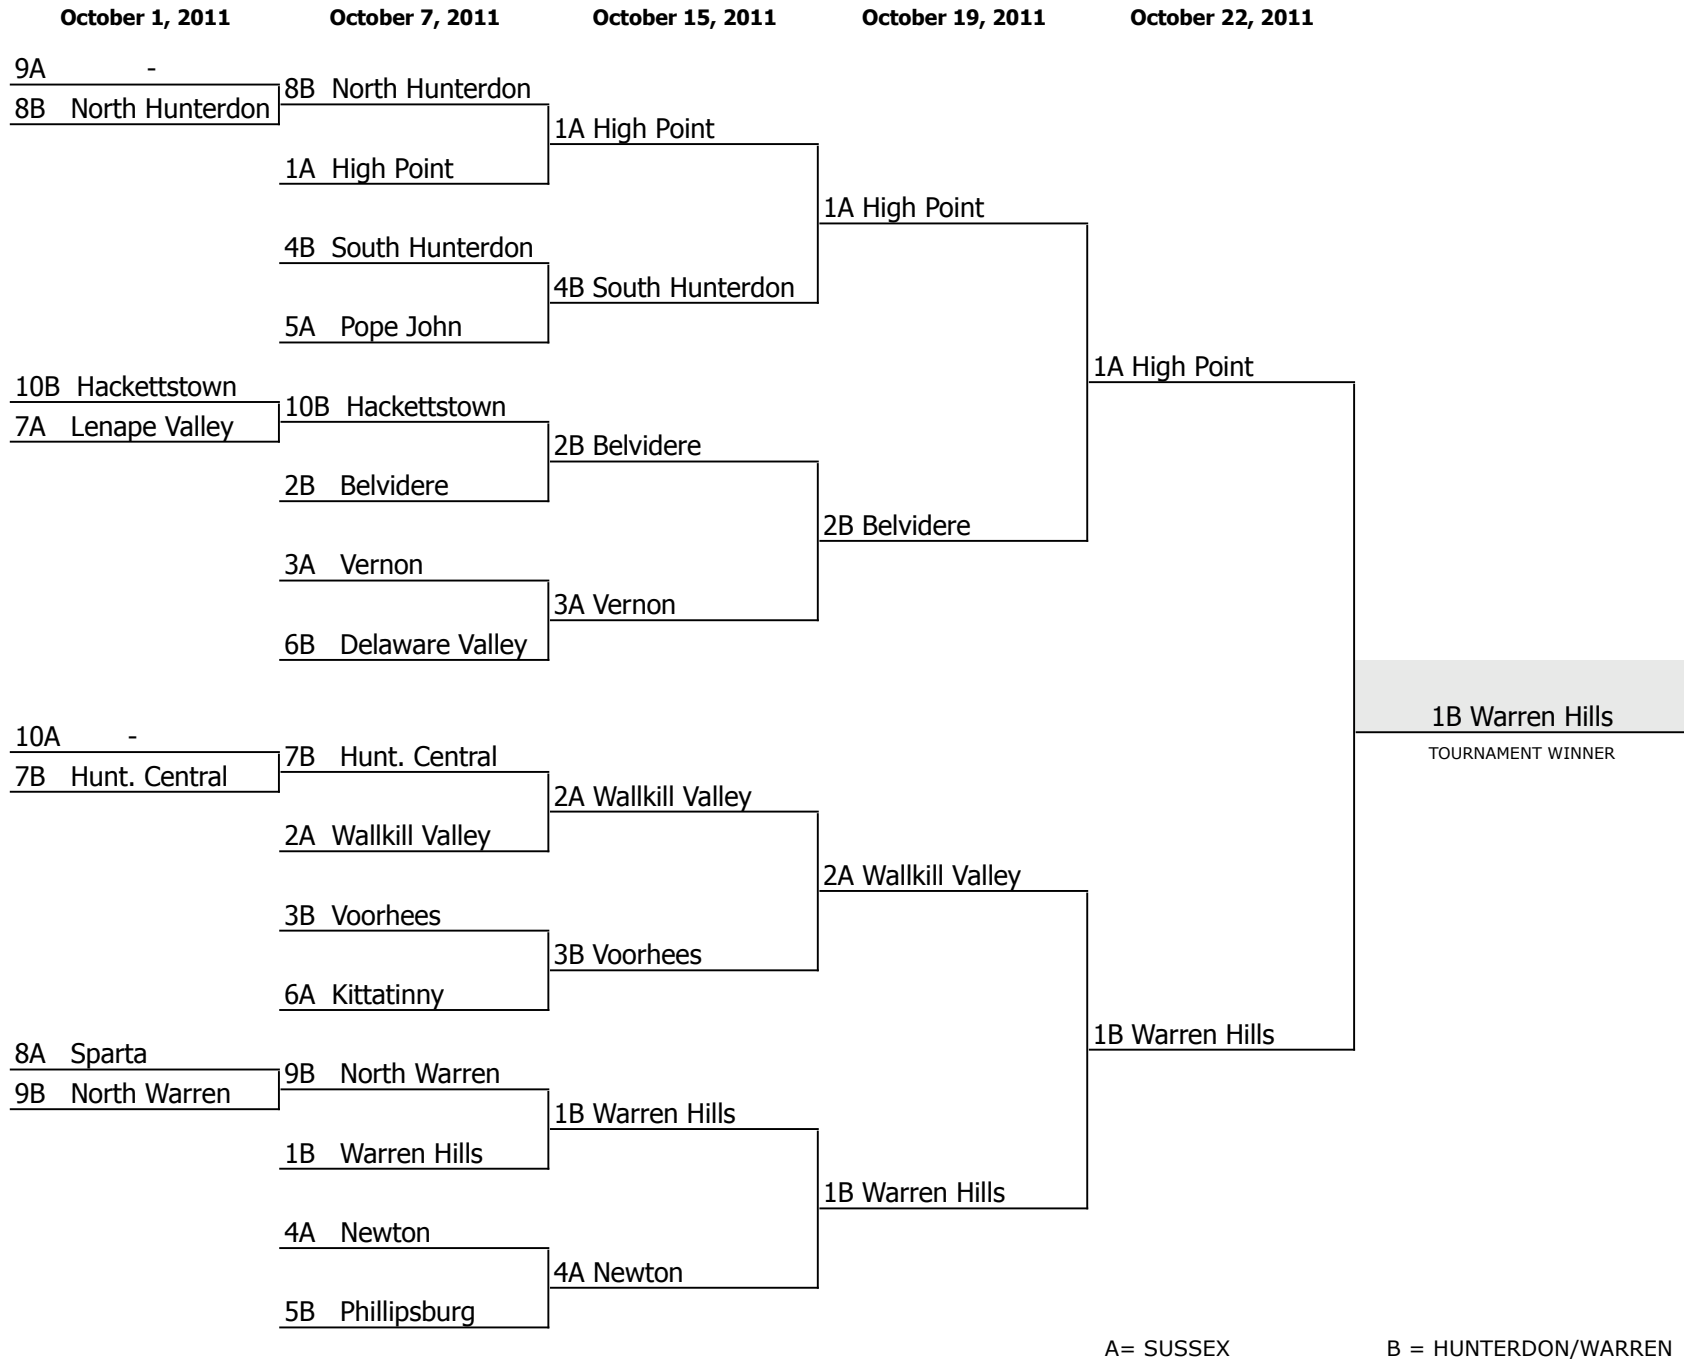 October 1, 2011 October 7, 2011 October 15, 2011 October 19, 2011 October 22, 2011
9A -
8B North Hunterdon
8B North Hunterdon
1A High Point
1A High Point
1A High Point
4B South Hunterdon
4B South Hunterdon
5A Pope John
1A High Point
10B Hackettstown
7A Lenape Valley
10B Hackettstown
2B Belvidere
2B Belvidere
2B Belvidere
3A Vernon
3A Vernon
6B Delaware Valley
1B Warren Hills
TOURNAMENT WINNER
10A -
7B Hunt. Central
7B Hunt. Central
2A Wallkill Valley
2A Wallkill Valley
2A Wallkill Valley
3B Voorhees
3B Voorhees
6A Kittatinny
1B Warren Hills
8A Sparta
9B North Warren
9B North Warren
1B Warren Hills
1B Warren Hills
1B Warren Hills
4A Newton
4A Newton
5B Phillipsburg
A= SUSSEX B = HUNTERDON/WARREN